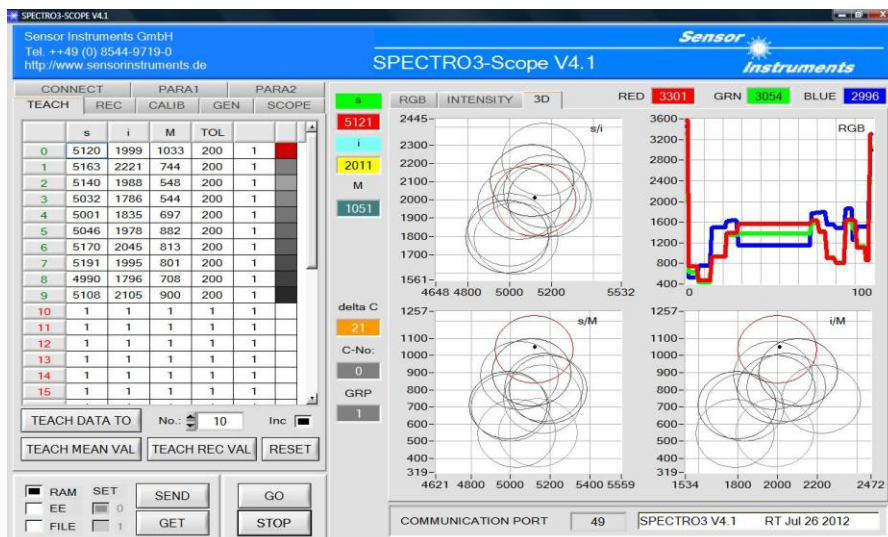 SPECTRO3-SCOPE V4.1
Sensor Instruments GmbH
Tel. ++49 (0) 8544-9719-0
http://www.sensorinstruments.de
SPECTRO3-Scope V4.1
Sensor
Instruments
CONNECT PARA1 PARA2
TEACH REC CALIB GEN SCOPE
s i M TOL
0 5120 1999 1033 200 1
1 5163 2221 744 200 1
2 5140 1988 548 200 1
3 5032 1786 544 200 1
4 5001 1835 697 200 1
5 5046 1978 882 200 1
6 5170 2045 813 200 1
7 5191 1995 801 200 1
8 4990 1796 708 200 1
9 5108 2105 900 200 1
10 1 1 1 1 1
11 1 1 1 1 1
12 1 1 1 1 1
13 1 1 1 1 1
14 1 1 1 1 1
15 1 1 1 1 1
TEACH DATA TO No.: 10 Inc
TEACH MEAN VAL TEACH REC VAL RESET
RAM SET SEND GO
EE 0
FILE 1 GET STOP
s
5121
i
2011
M
1051
delta C
21
C-No:
0
GRP
1
RGB INTENSITY 3D RED 3301 GRN 3054 BLUE 2996
s/i
2445
2300
2200
2100
2000
1900
1800
1700
1561
4648 4800 5000 5200 5532
RGB
3600
3200
2800
2400
2000
1600
1200
800
400
0 100
s/M
1257
1100
1000
900
800
700
600
500
400
319
4621 4800 5000 5200 5400 5559
i/M
1257
1100
1000
900
800
700
600
500
400
319
1534 1800 2000 2200 2472
COMMUNICATION PORT 49 SPECTRO3 V4.1 RT Jul 26 2012